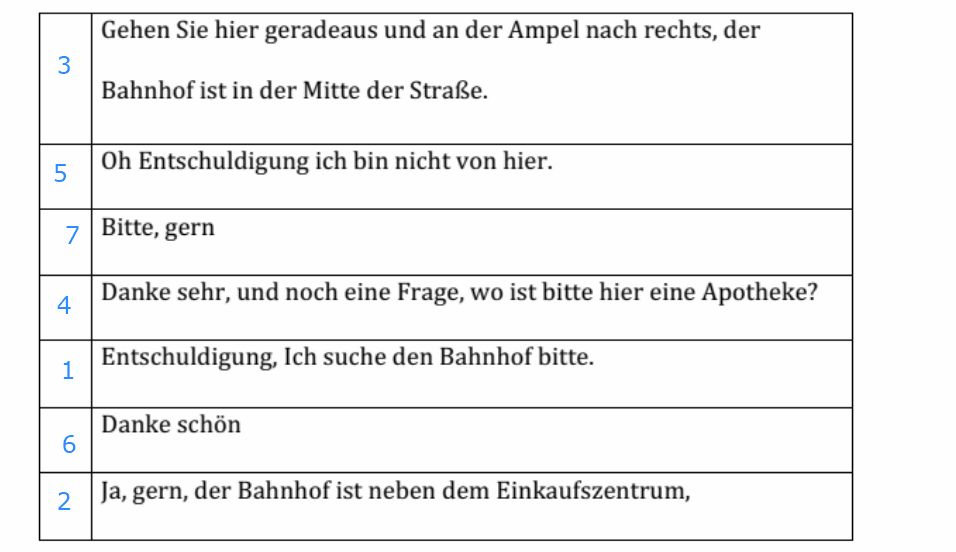 3
Gehen Sie hier geradeaus und an der Ampel nach rechts, der
Bahnhof ist in der Mitte der Straße.
5
Oh Entschuldigung ich bin nicht von hier.
7
Bitte, gern
4
Danke sehr, und noch eine Frage, wo ist bitte hier eine Apotheke?
1
Entschuldigung, Ich suche den Bahnhof bitte.
6
Danke schön
2
Ja, gern, der Bahnhof ist neben dem Einkaufszentrum,